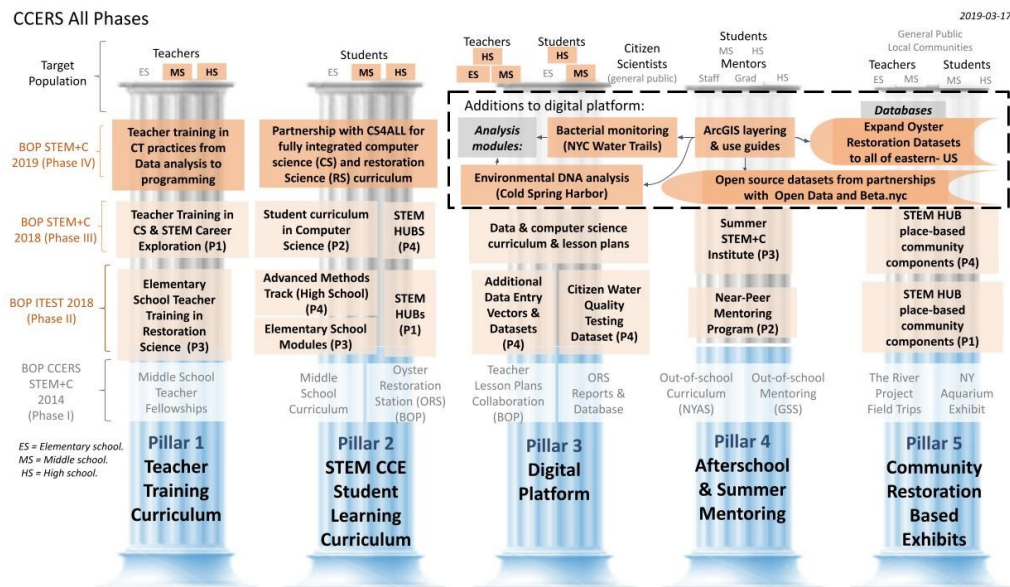 CCERS All Phases
2019-03-17
Target
Population
Teachers
ES MS HS
Students
ES MS HS
Teachers
HS
ES MS
Students
HS
ES MS
Citizen
Scientists
(general public)
Students
MS HS
Mentors
Staff Grad HS
General Public
Local Communities
Teachers
ES MS
Students
MS HS
BOP STEM+C
2019 (Phase IV)
Teacher training in
CT practices from
Data analysis to
programming
Partnership with CS4ALL for
fully integrated computer
science (CS) and restoration
Science (RS) curriculum
Additions to digital platform:
Analysis
modules:
Bacterial monitoring
(NYC Water Trails)
ArcGIS layering
& use guides
Databases
Expand Oyster
Restoration Datasets
to all of eastern- US
Environmental DNA analysis
(Cold Spring Harbor)
Open source datasets from partnerships
with Open Data and Beta.nyc
BOP STEM+C
2018 (Phase III)
Teacher Training in
CS & STEM Career
Exploration (P1)
Student curriculum
in Computer
Science (P2)
STEM
HUBS
(P4)
Data & computer science
curriculum & lesson plans
Summer
STEM+C
Institute (P3)
STEM HUB
place-based
community
components (P4)
BOP ITEST 2018
(Phase II)
Elementary
School Teacher
Training in
Restoration
Science (P3)
Advanced Methods
Track (High School)
(P4)
Elementary School
Modules (P3)
STEM
HUBs
(P1)
Additional
Data Entry
Vectors &
Datasets
(P4)
Citizen Water
Quality
Testing
Dataset (P4)
Near-Peer
Mentoring
Program (P2)
STEM HUB
place-based
community
components (P1)
BOP CCERS
STEM+C
2014
(Phase I)
Middle School
Teacher
Fellowships
Middle
School
Curriculum
Oyster
Restoration
Station (ORS)
(BOP)
Teacher
Lesson Plans
Collaboration (BOP)
ORS
Reports &
Database
Out-of-school
Curriculum
(NYAS)
Out-of-school
Mentoring
(GSS)
The River
Project
Field Trips
NY
Aquarium
Exhibit
ES = Elementary school.
MS = Middle school.
HS = High school.
Pillar 1
Teacher
Training
Curriculum
Pillar 2
STEM CCE
Student
Learning
Curriculum
Pillar 3
Digital
Platform
Pillar 4
Afterschool
& Summer
Mentoring
Pillar 5
Community
Restoration
Based
Exhibits